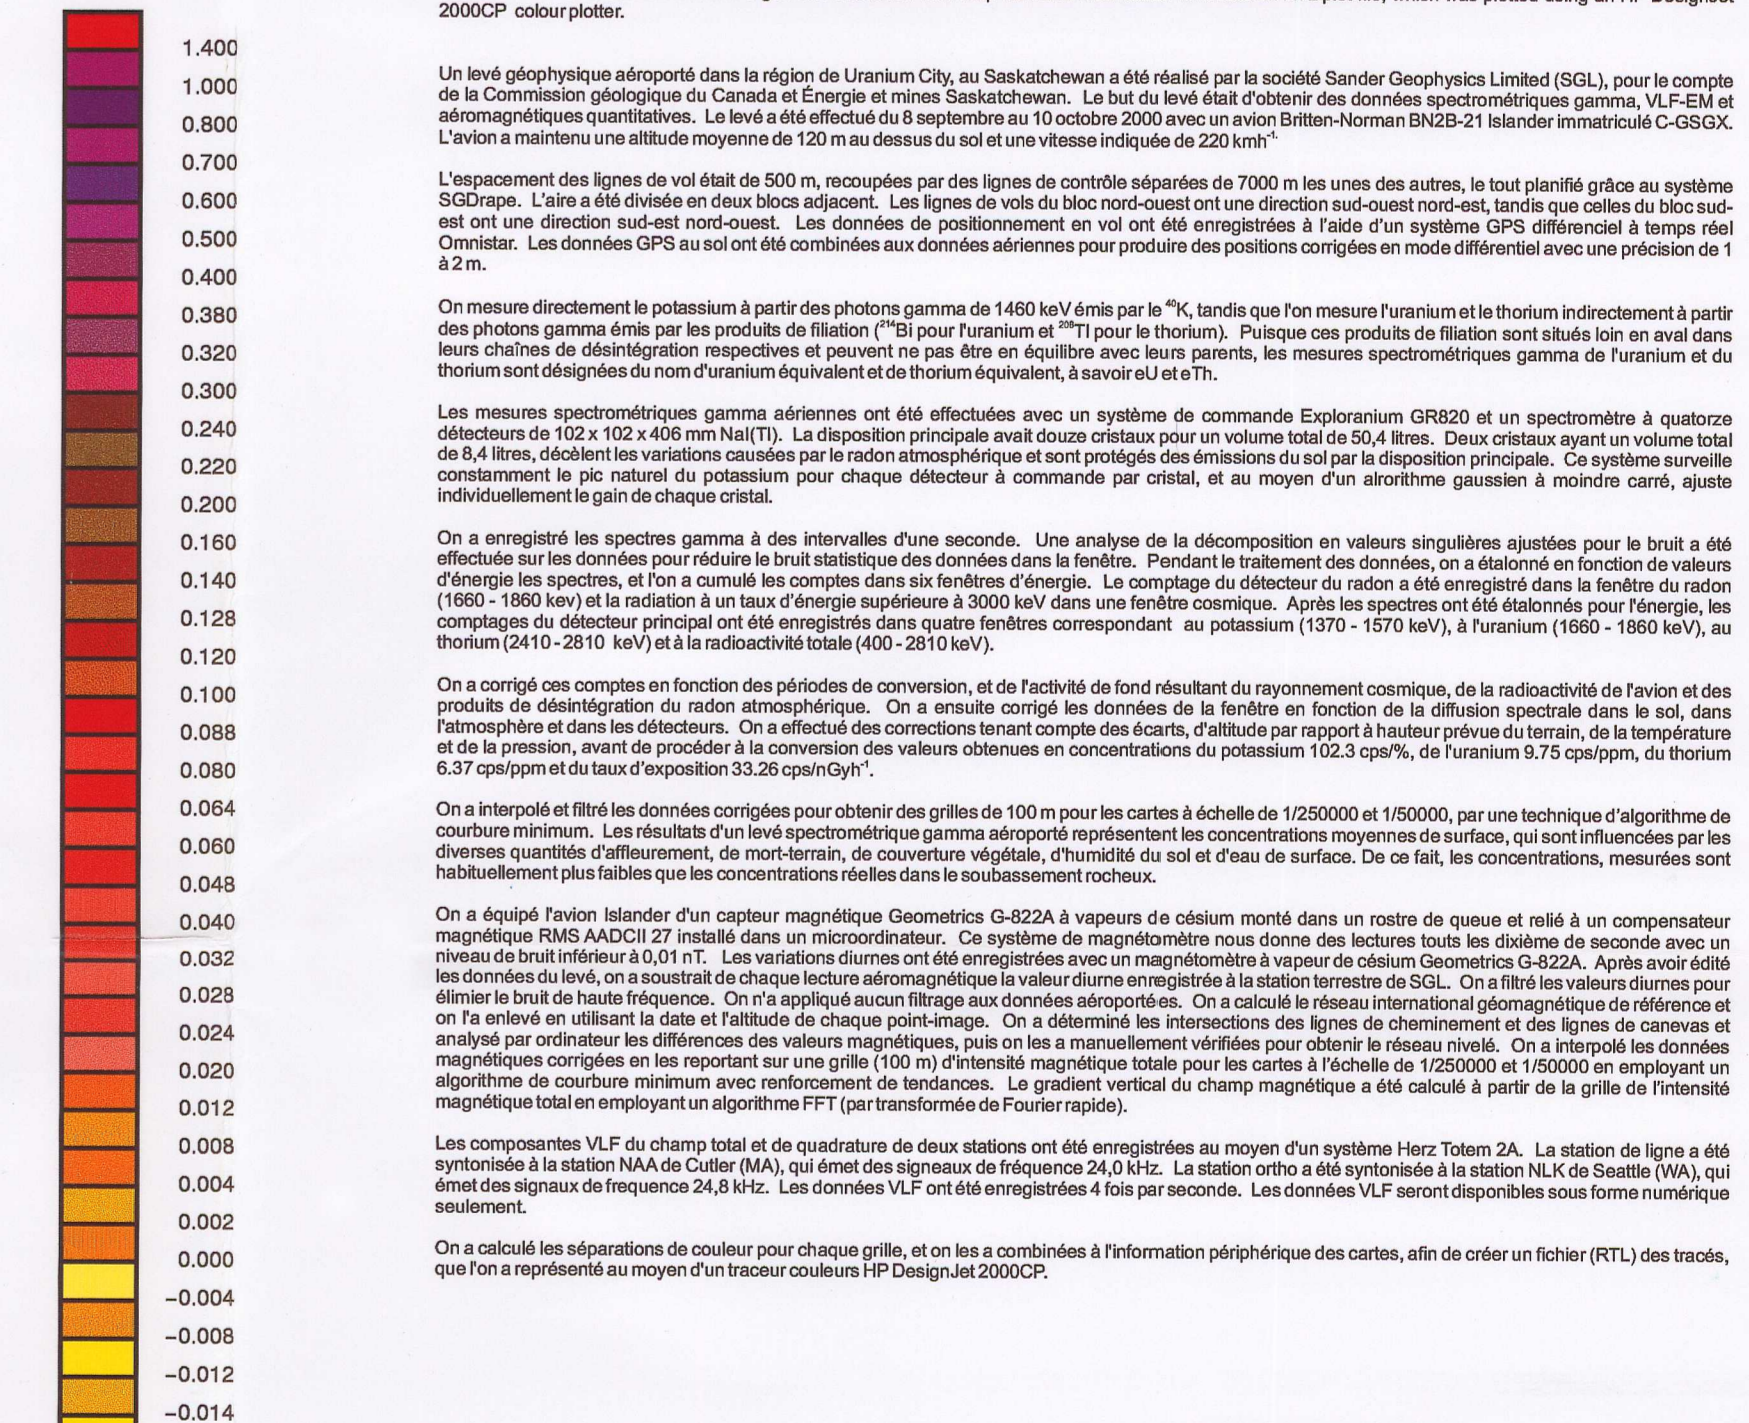 2000CP colour plotter.
1.400
1.000
0.800
0.700
0.600
0.500
0.400
0.380
0.320
0.300
0.240
0.220
0.200
0.160
0.140
0.128
0.120
0.100
0.088
0.080
0.064
0.060
0.048
0.040
0.032
0.028
0.024
0.020
0.012
0.008
0.004
0.002
0.000
−0.004
−0.008
−0.012
−0.014
Un levé géophysique aéroporté dans la région de Uranium City, au Saskatchewan a été réalisé par la société Sander Geophysics Limited (SGL), pour le compte
de la Commission géologique du Canada et Énergie et mines Saskatchewan. Le but du levé était d'obtenir des données spectrométriques gamma, VLF-EM et
aéromagnétiques quantitatives. Le levé a été effectué du 8 septembre au 10 octobre 2000 avec un avion Britten-Norman BN2B-21 Islander immatriculé C-GSGX.
L'avion a maintenu une altitude moyenne de 120 m au dessus du sol et une vitesse indiquée de 220 kmh⁻¹.
L'espacement des lignes de vol était de 500 m, recoupées par des lignes de contrôle séparées de 7000 m les unes des autres, le tout planifié grâce au système
SGDrape. L'aire a été divisée en deux blocs adjacent. Les lignes de vols du bloc nord-ouest ont une direction sud-ouest nord-est, tandis que celles du bloc sud-
est ont une direction sud-est nord-ouest. Les données de positionnement en vol ont été enregistrées à l'aide d'un système GPS différenciel à temps réel
Omnistar. Les données GPS au sol ont été combinées aux données aériennes pour produire des positions corrigées en mode différentiel avec une précision de 1
à 2 m.
On mesure directement le potassium à partir des photons gamma de 1460 keV émis par le ⁴⁰K, tandis que l'on mesure l'uranium et le thorium indirectement à partir
des photons gamma émis par les produits de filiation (²¹⁴Bi pour l'uranium et ²⁰⁸Tl pour le thorium). Puisque ces produits de filiation sont situés loin en aval dans
leurs chaînes de désintégration respectives et peuvent ne pas être en équilibre avec leurs parents, les mesures spectrométriques gamma de l'uranium et du
thorium sont désignées du nom d'uranium équivalent et de thorium équivalent, à savoir eU et eTh.
Les mesures spectrométriques gamma aériennes ont été effectuées avec un système de commande Exploranium GR820 et un spectromètre à quatorze
détecteurs de 102 x 102 x 406 mm NaI(Tl). La disposition principale avait douze cristaux pour un volume total de 50,4 litres. Deux cristaux ayant un volume total
de 8,4 litres, décèlent les variations causées par le radon atmosphérique et sont protégés des émissions du sol par la disposition principale. Ce système surveille
constamment le pic naturel du potassium pour chaque détecteur à commande par cristal, et au moyen d'un alrorithme gaussien à moindre carré, ajuste
individuellement le gain de chaque cristal.
On a enregistré les spectres gamma à des intervalles d'une seconde. Une analyse de la décomposition en valeurs singulières ajustées pour le bruit a été
effectuée sur les données pour réduire le bruit statistique des données dans la fenêtre. Pendant le traitement des données, on a étalonné en fonction de valeurs
d'énergie les spectres, et l'on a cumulé les comptes dans six fenêtres d'énergie. Le comptage du détecteur du radon a été enregistré dans la fenêtre du radon
(1660 - 1860 kev) et la radiation à un taux d'énergie supérieure à 3000 keV dans une fenêtre cosmique. Après les spectres ont été étalonnés pour l'énergie, les
comptages du détecteur principal ont été enregistrés dans quatre fenêtres correspondant au potassium (1370 - 1570 keV), à l'uranium (1660 - 1860 keV), au
thorium (2410 - 2810 keV) et à la radioactivité totale (400 - 2810 keV).
On a corrigé ces comptes en fonction des périodes de conversion, et de l'activité de fond résultant du rayonnement cosmique, de la radioactivité de l'avion et des
produits de désintégration du radon atmosphérique. On a ensuite corrigé les données de la fenêtre en fonction de la diffusion spectrale dans le sol, dans
l'atmosphère et dans les détecteurs. On a effectué des corrections tenant compte des écarts, d'altitude par rapport à hauteur prévue du terrain, de la température
et de la pression, avant de procéder à la conversion des valeurs obtenues en concentrations du potassium 102.3 cps/%, de l'uranium 9.75 cps/ppm, du thorium
6.37 cps/ppm et du taux d'exposition 33.26 cps/nGyh⁻¹.
On a interpolé et filtré les données corrigées pour obtenir des grilles de 100 m pour les cartes à échelle de 1/250000 et 1/50000, par une technique d'algorithme de
courbure minimum. Les résultats d'un levé spectrométrique gamma aéroporté représentent les concentrations moyennes de surface, qui sont influencées par les
diverses quantités d'affleurement, de mort-terrain, de couverture végétale, d'humidité du sol et d'eau de surface. De ce fait, les concentrations, mesurées sont
habituellement plus faibles que les concentrations réelles dans le soubassement rocheux.
On a équipé l'avion Islander d'un capteur magnétique Geometrics G-822A à vapeurs de césium monté dans un rostre de queue et relié à un compensateur
magnétique RMS AADCII 27 installé dans un microordinateur. Ce système de magnétomètre nous donne des lectures touts les dixième de seconde avec un
niveau de bruit inférieur à 0,01 nT. Les variations diurnes ont été enregistrées avec un magnétomètre à vapeur de césium Geometrics G-822A. Après avoir édité
les données du levé, on a soustrait de chaque lecture aéromagnétique la valeur diurne enregistrée à la station terrestre de SGL. On a filtré les valeurs diurnes pour
élimier le bruit de haute fréquence. On n'a appliqué aucun filtrage aux données aéroportées. On a calculé le réseau international géomagnétique de référence et
on l'a enlevé en utilisant la date et l'altitude de chaque point-image. On a déterminé les intersections des lignes de cheminement et des lignes de canevas et
analysé par ordinateur les différences des valeurs magnétiques, puis on les a manuellement vérifiées pour obtenir le réseau nivelé. On a interpolé les données
magnétiques corrigées en les reportant sur une grille (100 m) d'intensité magnétique totale pour les cartes à l'échelle de 1/250000 et 1/50000 en employant un
algorithme de courbure minimum avec renforcement de tendances. Le gradient vertical du champ magnétique a été calculé à partir de la grille de l'intensité
magnétique total en employant un algorithme FFT (par transformée de Fourier rapide).
Les composantes VLF du champ total et de quadrature de deux stations ont été enregistrées au moyen d'un système Herz Totem 2A. La station de ligne a été
syntonisée à la station NAA de Cutler (MA), qui émet des signeaux de fréquence 24,0 kHz. La station ortho a été syntonisée à la station NLK de Seattle (WA), qui
émet des signaux de frequence 24,8 kHz. Les données VLF ont été enregistrées 4 fois par seconde. Les données VLF seront disponibles sous forme numérique
seulement.
On a calculé les séparations de couleur pour chaque grille, et on les a combinées à l'information périphérique des cartes, afin de créer un fichier (RTL) des tracés,
que l'on a représenté au moyen d'un traceur couleurs HP DesignJet 2000CP.